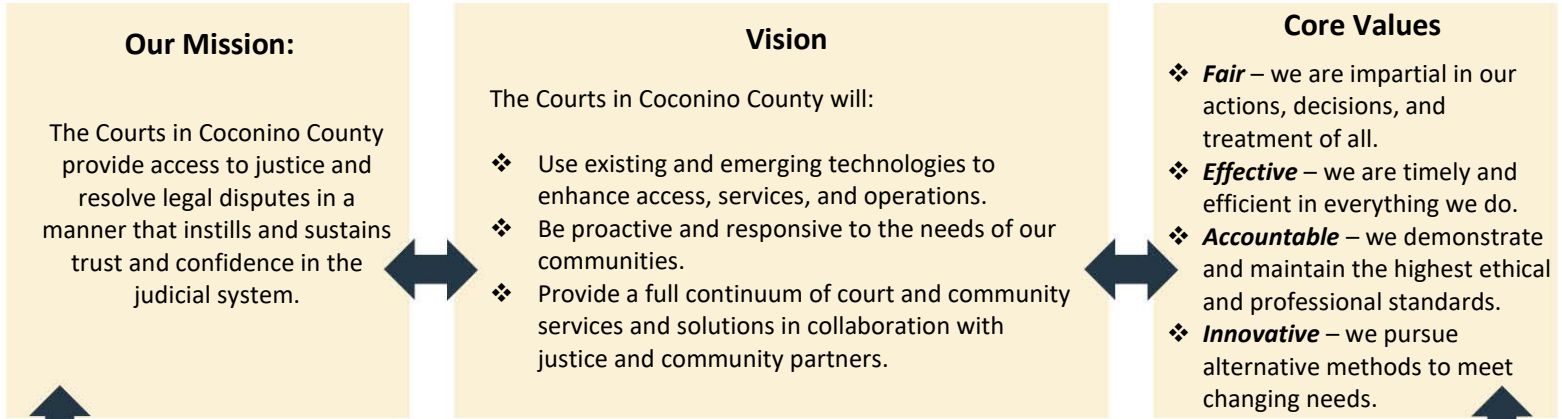 Our Mission:
The Courts in Coconino County
provide access to justice and
resolve legal disputes in a
manner that instills and sustains
trust and confidence in the
judicial system.
Vision
The Courts in Coconino County will:
❖ Use existing and emerging technologies to
enhance access, services, and operations.
❖ Be proactive and responsive to the needs of our
communities.
❖ Provide a full continuum of court and community
services and solutions in collaboration with
justice and community partners.
Core Values
❖ Fair – we are impartial in our
actions, decisions, and
treatment of all.
❖ Effective – we are timely and
efficient in everything we do.
❖ Accountable – we demonstrate
and maintain the highest ethical
and professional standards.
❖ Innovative – we pursue
alternative methods to meet
changing needs.